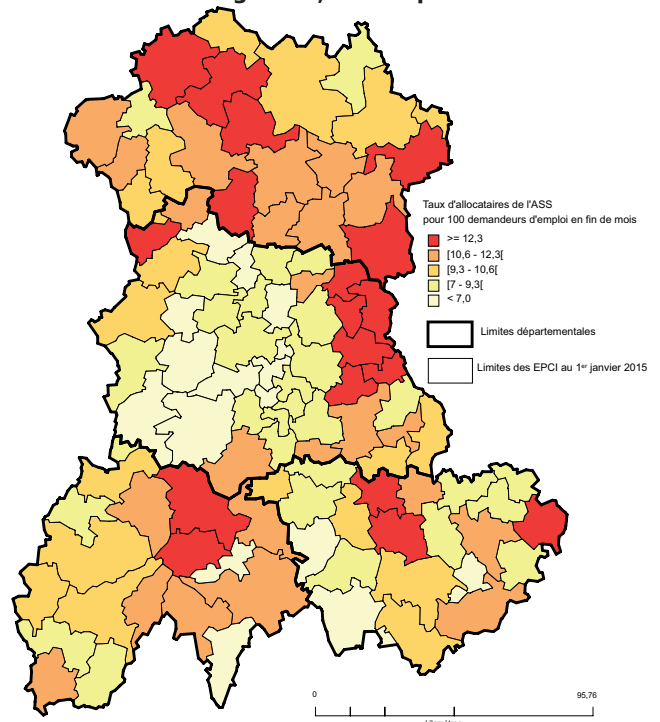 Taux d'allocataires de l'ASS
pour 100 demandeurs d'emploi en fin de mois
>= 12,3
[10,6 - 12,3[
[9,3 - 10,6[
[7 - 9,3[
< 7,0
Limites départementales
Limites des EPCI au 1er janvier 2015
0 95,76